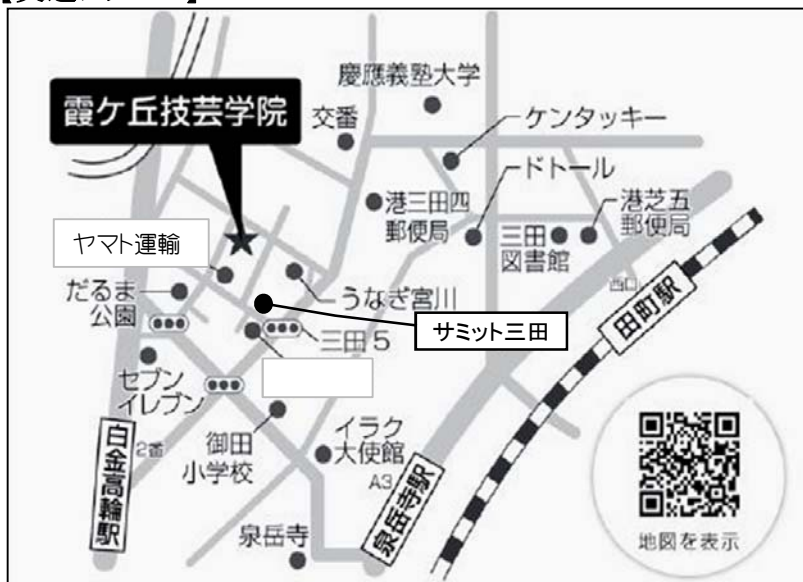 慶應義塾大学
霞ケ丘技芸学院
交番
ケンタッキー
ドトール
港三田四
郵便局
港芝五
郵便局
三田
図書館
ヤマト運輸
西口
田町駅
だるま
公園
うなぎ宮川
サミット三田
三田5
セブン
イレブン
白金高輪駅
2番
御田
小学校
イラク
大使館
A3
泉岳寺駅
泉岳寺
地図を表示